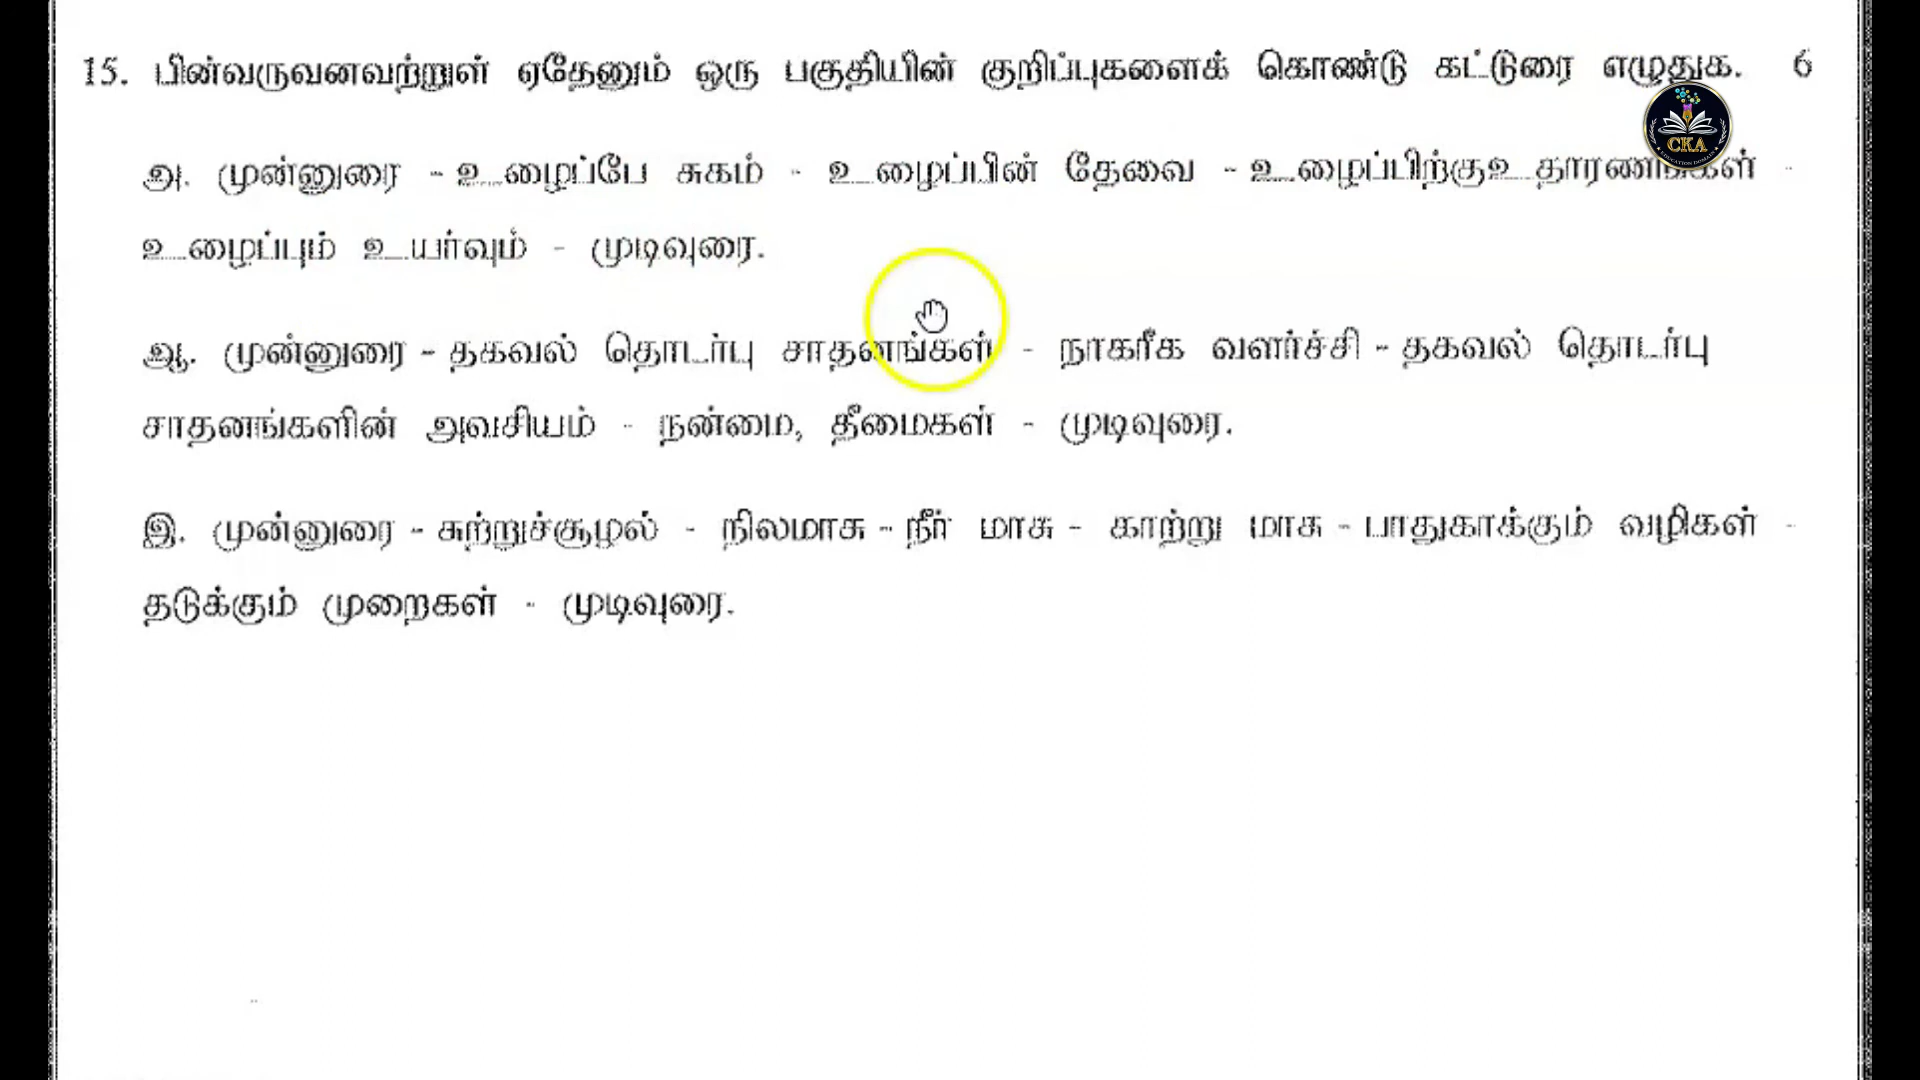 15. பின்வருவனவற்றுள் ஏதேனும் ஒரு பகுதியின் குறிப்புகளைக் கொண்டு கட்டுரை எழுதுக. 6
CKA
EDUCATION DOMAIN
அ. முன்னுரை - உழைப்பே சுகம் - உழைப்பின் தேவை - உழைப்பிற்குஉதாரணங்கள் -
உழைப்பும் உயர்வும் - முடிவுரை.
ஆ. முன்னுரை - தகவல் தொடர்பு சாதனங்கள் - நாகரீக வளர்ச்சி - தகவல் தொடர்பு
சாதனங்களின் அவசியம் - நன்மை, தீமைகள் - முடிவுரை.
இ. முன்னுரை - சுற்றுச்சூழல் - நிலமாசு - நீர் மாசு - காற்று மாசு - பாதுகாக்கும் வழிகள் -
தடுக்கும் முறைகள் - முடிவுரை.